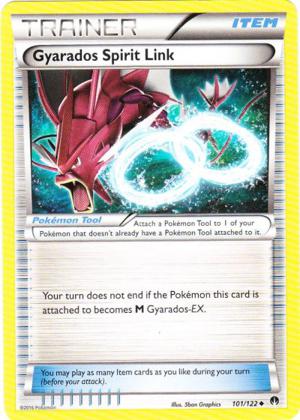 TRAINER
ITEM
Gyarados Spirit Link
Pokémon Tool
Attach a Pokémon Tool to 1 of your
Pokémon that doesn't already have a Pokémon Tool attached to it.
Your turn does not end if the Pokémon this card is
attached to becomes M Gyarados-EX.
You may play as many Item cards as you like during your turn
(before your attack).
©2016 Pokémon
Illus. 5ban Graphics
101/122